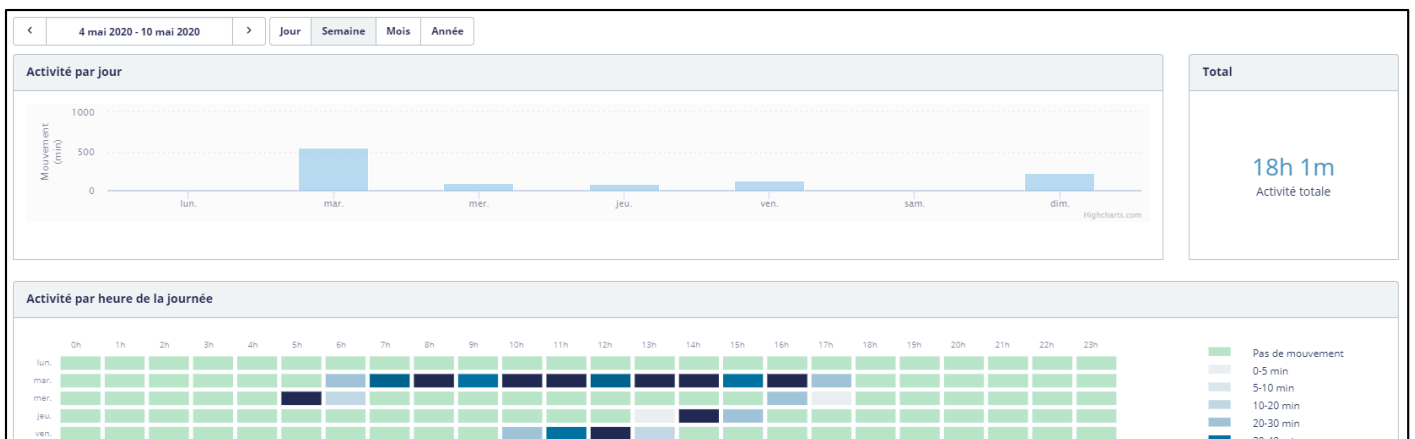 4 mai 2020 - 10 mai 2020 Jour Semaine Mois Année
Activité par jour
Total
1000
500
0
Mouvement
(min)
lun. mar. mer. jeu. ven. sam. dim.
Highcharts.com
18h 1m
Activité totale
Activité par heure de la journée
0h 1h 2h 3h 4h 5h 6h 7h 8h 9h 10h 11h 12h 13h 14h 15h 16h 17h 18h 19h 20h 21h 22h 23h
lun.
mar.
mer.
jeu.
ven.
Pas de mouvement
0-5 min
5-10 min
10-20 min
20-30 min